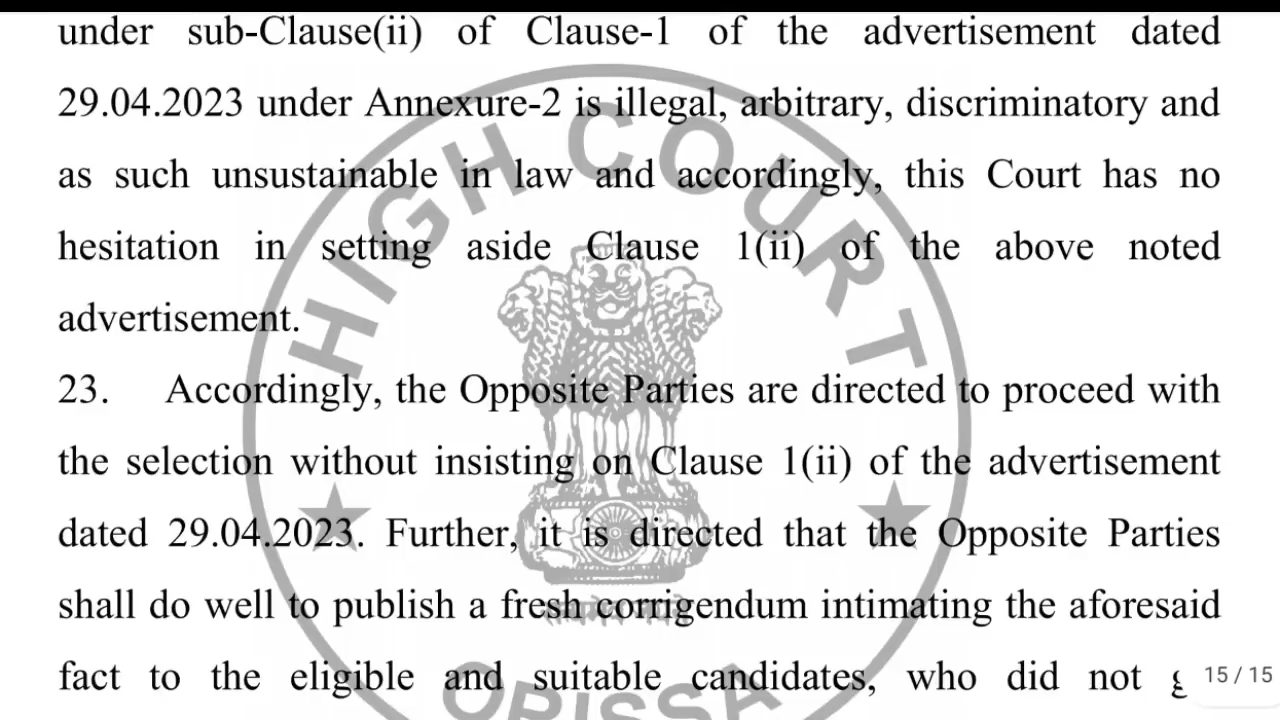 under sub-Clause(ii) of Clause-1 of the advertisement dated
29.04.2023 under Annexure-2 is illegal, arbitrary, discriminatory and
as such unsustainable in law and accordingly, this Court has no
hesitation in setting aside Clause 1(ii) of the above noted
advertisement.
23. Accordingly, the Opposite Parties are directed to proceed with
the selection without insisting on Clause 1(ii) of the advertisement
dated 29.04.2023. Further, it is directed that the Opposite Parties
shall do well to publish a fresh corrigendum intimating the aforesaid
fact to the eligible and suitable candidates, who did not
15 / 15
HIGH COURT
ORISSA